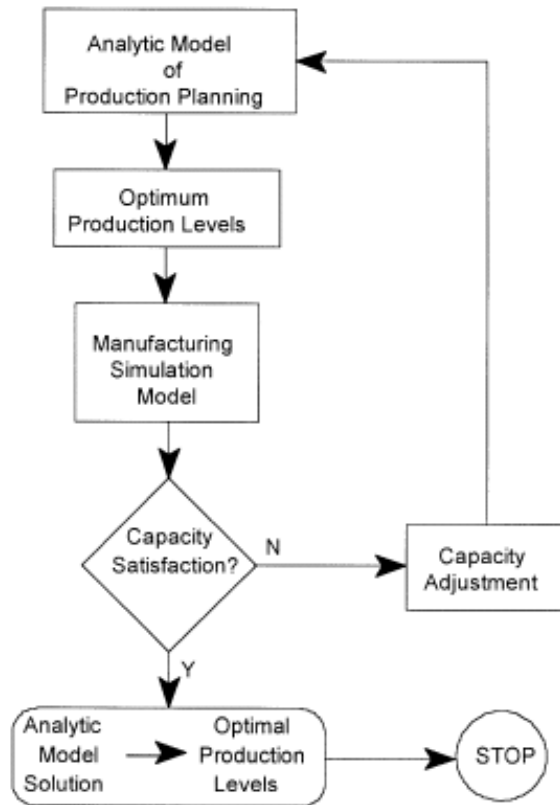 Analytic Model
of
Production Planning
Optimum
Production Levels
Manufacturing
Simulation
Model
Capacity
Satisfaction?
N
Capacity
Adjustment
Y
Analytic
Model
Solution
Optimal
Production
Levels
STOP